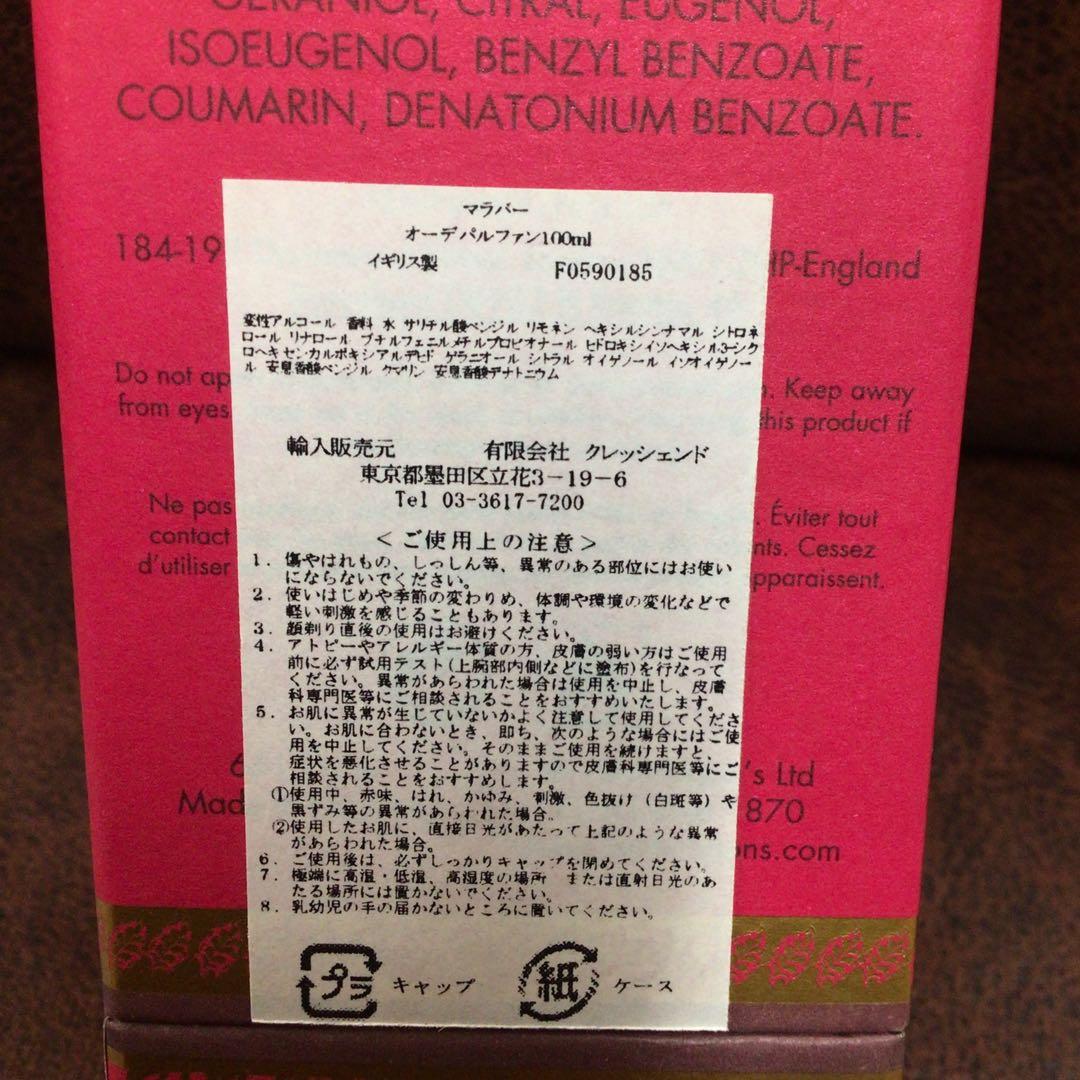 GERANIOL, CITRAL, EUGENOL,
ISOEUGENOL, BENZYL BENZOATE,
COUMARIN, DENATONIUM BENZOATE.
マラバー
オーデパルファン100ml
イギリス製 F0590185
184-19
HP-England
変性アルコール 香料 水 サリチル酸ベンジル リモネン ヘキシルシンナマル シトロネ
ロール リナロール ブチルフェニルメチルプロピオナール ヒドロキシイソヘキシル3-シク
ロヘキセンカルボキシアルデヒド ゲラニオール シトラル オイゲノール イソオイゲノー
ル 安息香酸ベンジル クマリン 安息香酸デナトニウム
Do not ap
Keep away
from eyes
this product if
輸入販売元 有限会社 クレッシェンド
東京都墨田区立花3-19-6
Tel 03-3617-7200
Ne pas
. Éviter tout
contact
nts. Cessez
d'utiliser
apparaissent.
<ご使用上の注意>
1. 傷やはれもの、しっしん等、異常のある部位にはお使い
にならないでください。
2. 使いはじめや季節の変わりめ、体調や環境の変化などで
軽い刺激を感じることもあります。
3. 顔剃り直後の使用はお避けください。
4. アトピーやアレルギー体質の方、皮膚の弱い方はご使用
前に必ず試用テスト(上腕部内側などに塗布)を行なって
ください。異常があらわれた場合は使用を中止し、皮膚
科専門医等にご相談されることをおすすめいたします。
5. お肌に異常が生じていないかよく注意して使用してくださ
い。お肌に合わないとき、即ち、次のような場合にはご使
用を中止してください。そのままご使用を続けますと、
症状を悪化させることがありますので皮膚科専門医等にご
相談されることをおすすめします。
①使用中、赤味、はれ、かゆみ、刺激、色抜け(白斑等)や
黒ずみ等の異常があらわれた場合。
②使用したお肌に、直接日光があたって上記のような異常
があらわれた場合。
6. ご使用後は、必ずしっかりキャップを閉めてください。
7. 極端に高温・低温、高湿度の場所 または直射日光のあ
たる場所には置かないでください。
8. 乳幼児の手の届かないところに置いてください。
's Ltd
Mad
870
ons.com
プラ キャップ 紙 ケース